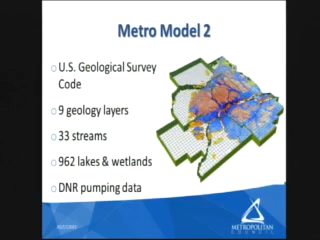 Metro Model 2
U.S. Geological Survey
Code
9 geology layers
33 streams
962 lakes & wetlands
DNR pumping data
METROPOLITAN
COUNCIL